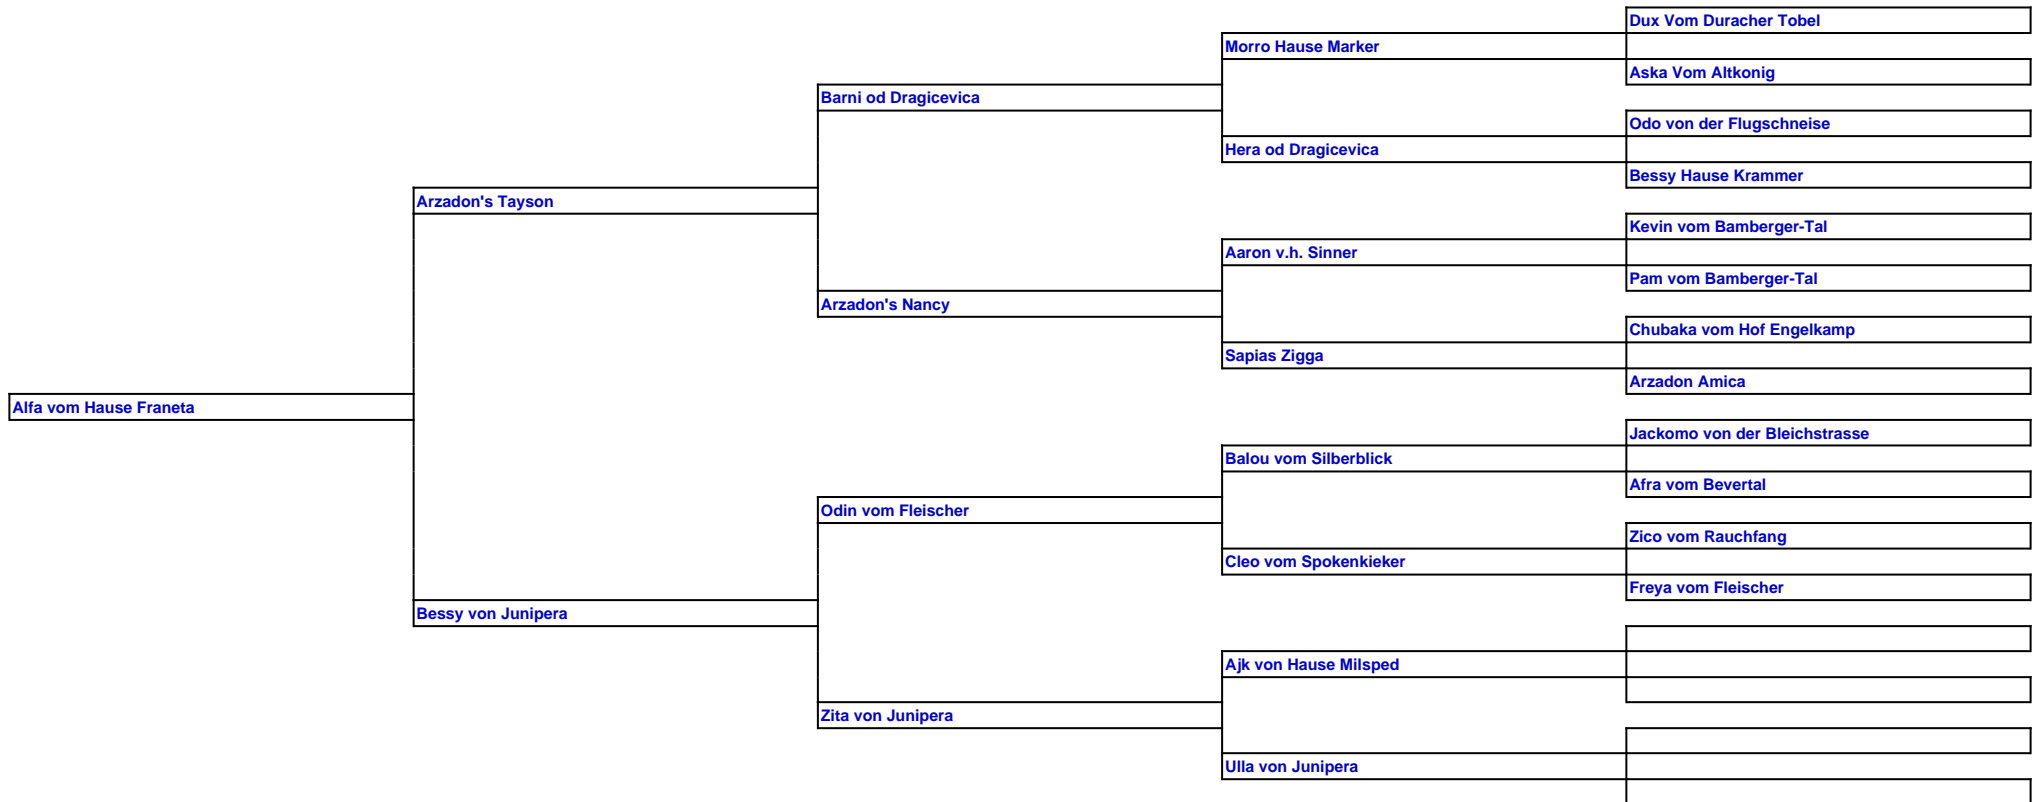 Dux Vom Duracher Tobel
Morro Hause Marker
Aska Vom Altkonig
Barni od Dragicevica
Odo von der Flugschneise
Hera od Dragicevica
Bessy Hause Krammer
Arzadon's Tayson
Kevin vom Bamberger-Tal
Aaron v.h. Sinner
Pam vom Bamberger-Tal
Arzadon's Nancy
Chubaka vom Hof Engelkamp
Sapias Zigga
Arzadon Amica
Alfa vom Hause Franeta
Jackomo von der Bleichstrasse
Balou vom Silberblick
Afra vom Bevertal
Odin vom Fleischer
Zico vom Rauchfang
Cleo vom Spokenkieker
Freya vom Fleischer
Bessy von Junipera
Ajk von Hause Milsped
Zita von Junipera
Ulla von Junipera